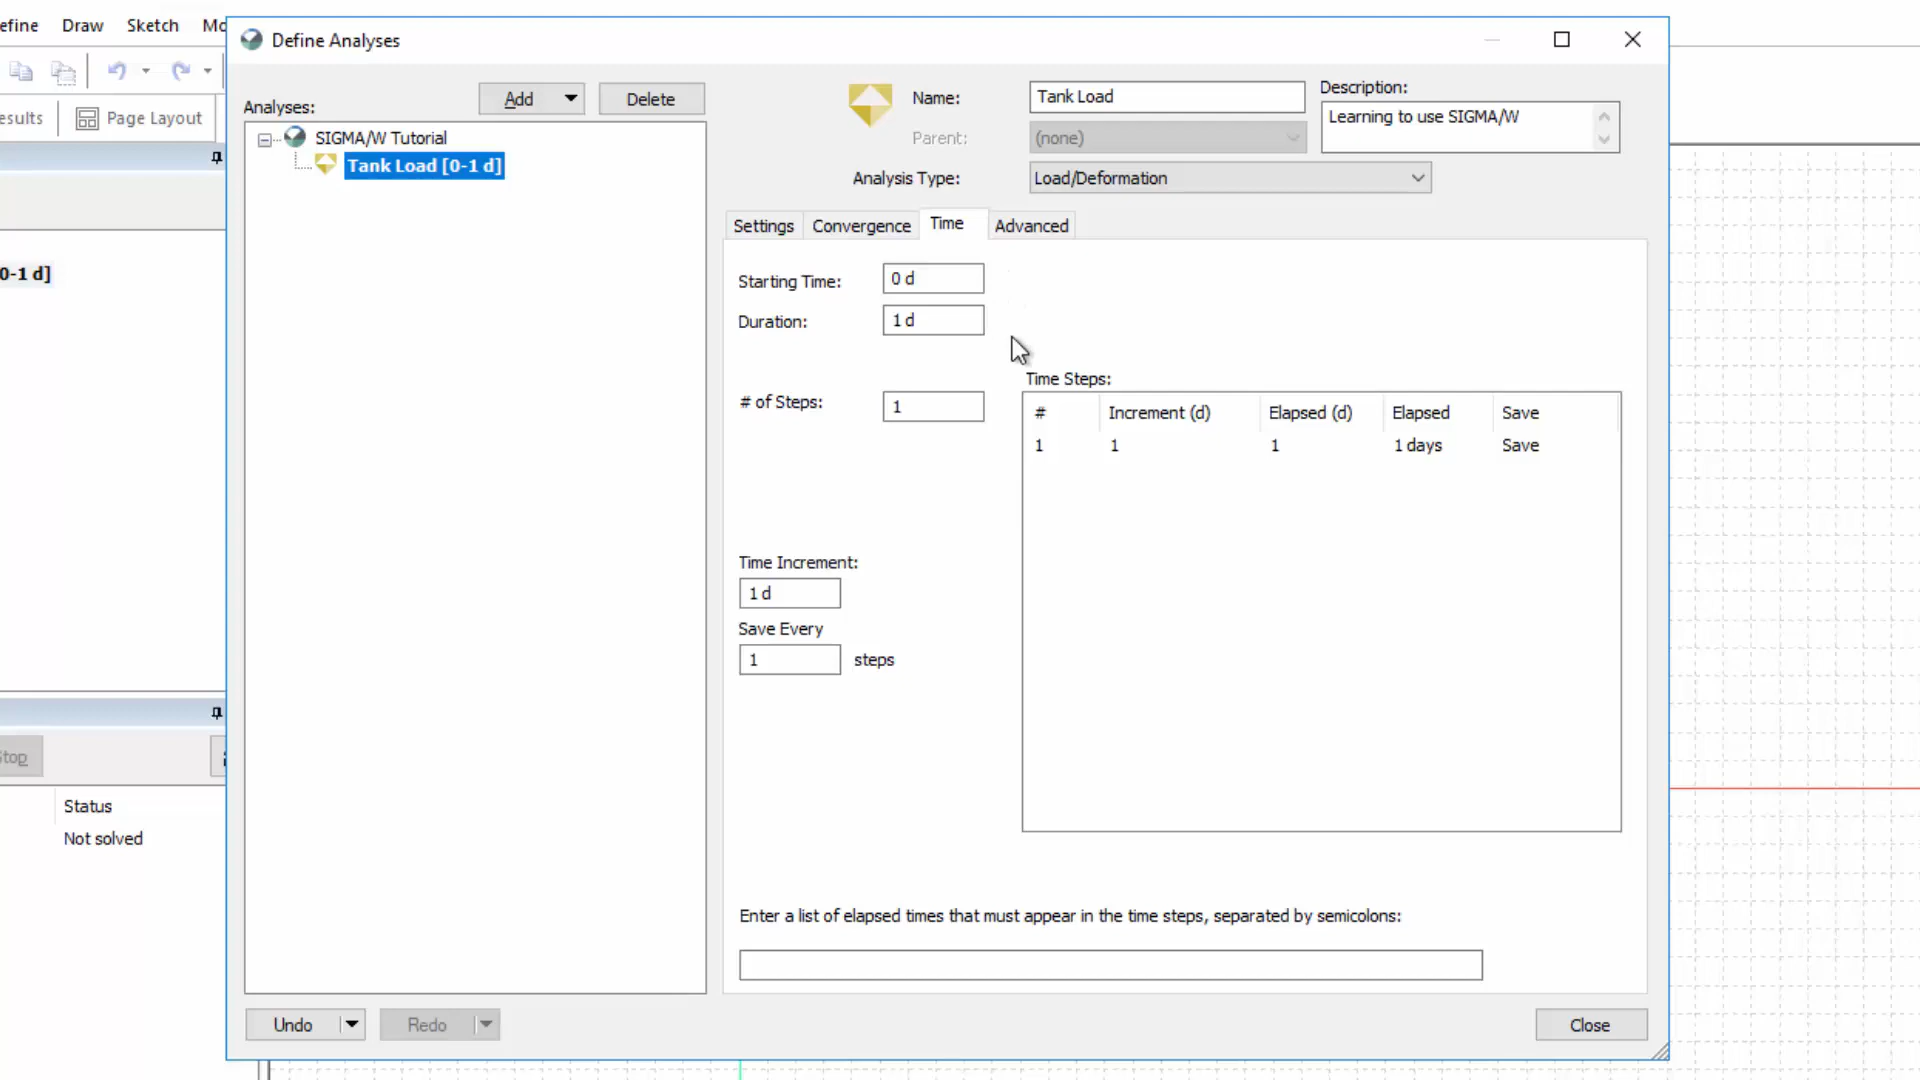 Define Analyses
Draw
Sketch
Page Layout
0-1 d]
Status
Not solved
Analyses:
Add
Delete
SIGMA/W Tutorial
Tank Load [0-1 d]
Name:
Tank Load
Description:
Learning to use SIGMA/W
Parent:
(none)
Analysis Type:
Load/Deformation
Settings
Convergence
Time
Advanced
Starting Time:
0 d
Duration:
1 d
# of Steps:
1
Time Steps:
# Increment (d) Elapsed (d) Elapsed Save
1 1 1 1 days Save
Time Increment:
1 d
Save Every
1 steps
Enter a list of elapsed times that must appear in the time steps, separated by semicolons:
Undo
Redo
Close